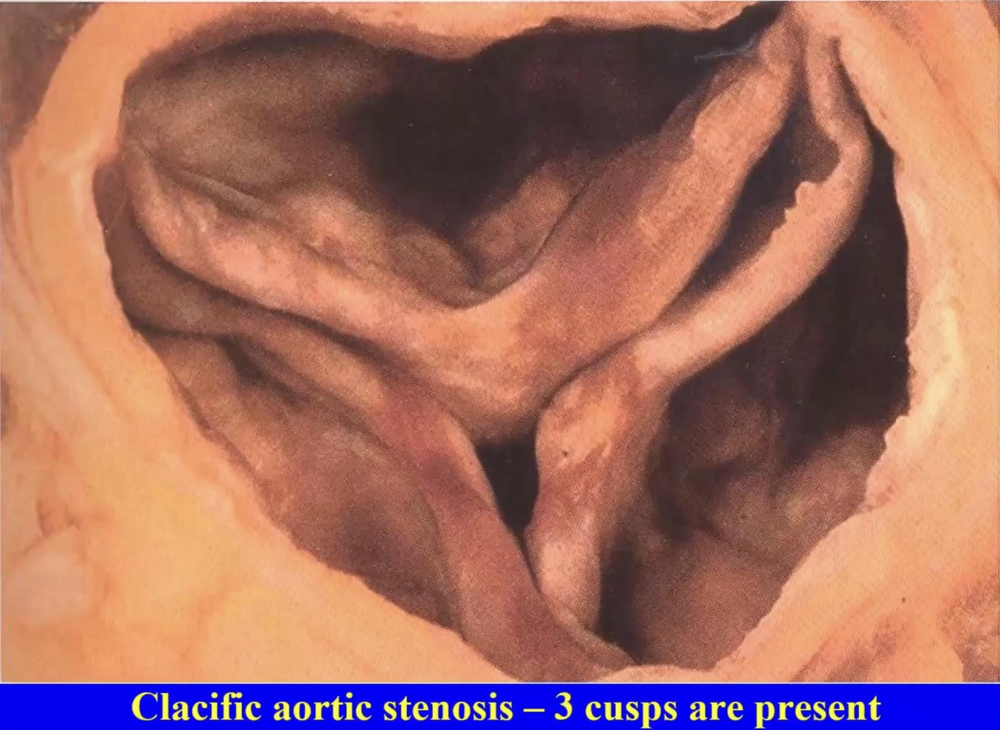 Clacific aortic stenosis – 3 cusps are present